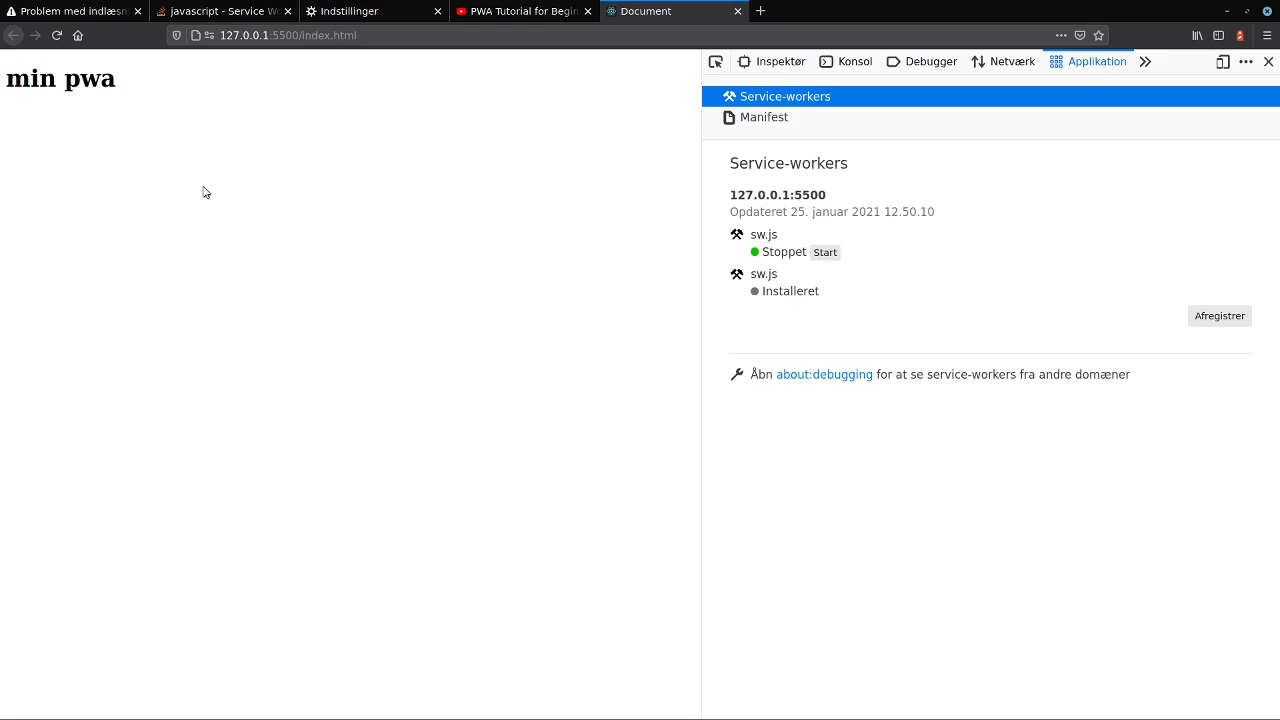 Problem med indlæsn
javascript - Service Wo
Indstillinger
PWA Tutorial for Begin
Document
127.0.0.1:5500/index.html
min pwa
Inspektør
Konsol
Debugger
Netværk
Applikation
Service-workers
Manifest
Service-workers
127.0.0.1:5500
Opdateret 25. januar 2021 12.50.10
sw.js
Stoppet Start
sw.js
Installeret
Afregistrer
Åbn about:debugging for at se service-workers fra andre domæner